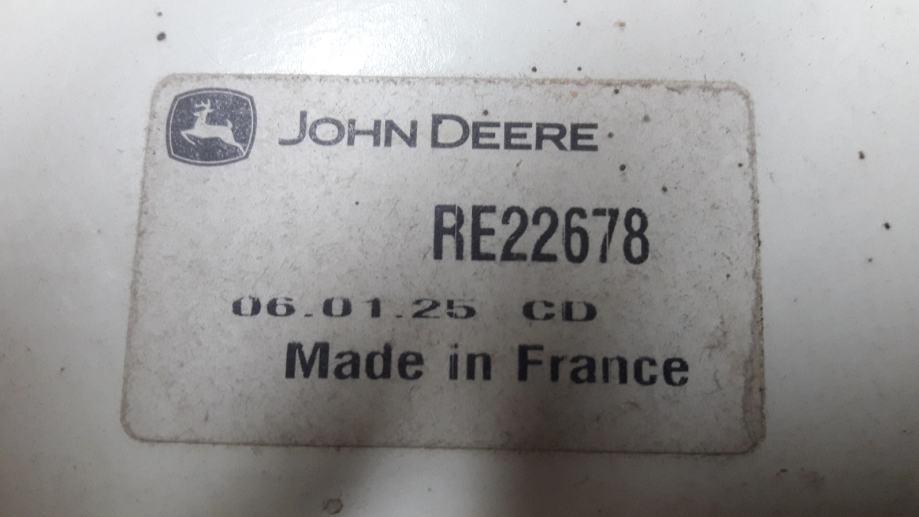 JOHN DEERE
RE22678
06.01.25 CD
Made in France